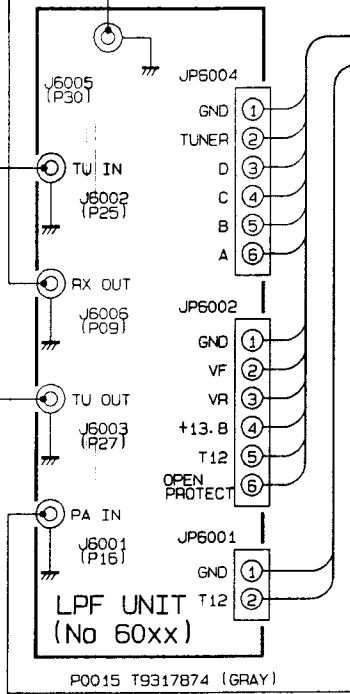 J6005
(P30)
TU IN
J6002
(P25)
RX OUT
J6006
(P09)
TU OUT
J6003
(P27)
PA IN
J6001
(P16)
JP6004
GND 1
TUNER 2
D 3
C 4
B 5
A 6
JP6002
GND 1
VF 2
VR 3
+13.8 4
T12 5
OPEN
PROTECT 6
JP6001
GND 1
T12 2
LPF UNIT
(No 60xx)
P0015 T9317874 (GRAY)